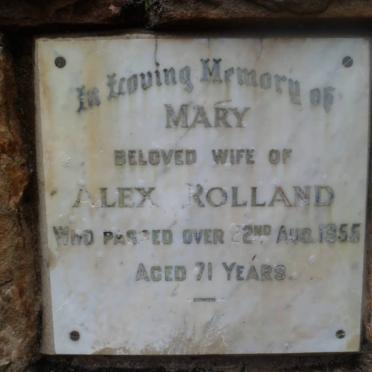 In Loving Memory of
MARY
BELOVED WIFE OF
ALEX ROLLAND
WHO PASSED OVER 22ND AUG. 1955
AGED 71 YEARS.